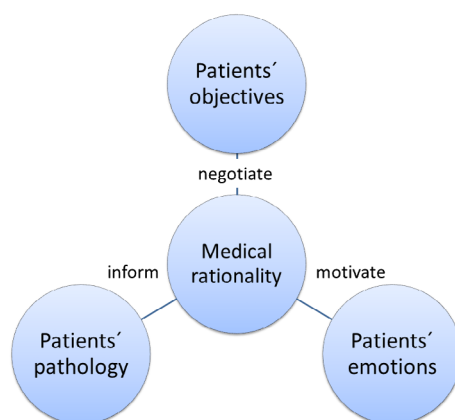 Patients´
objectives
negotiate
Medical
rationality
inform
motivate
Patients´
pathology
Patients´
emotions